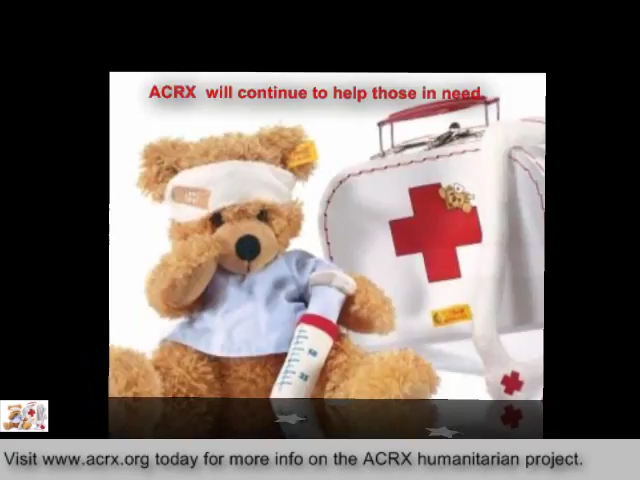 ACRX will continue to help those in need.
Visit www.acrx.org today for more info on the ACRX humanitarian project.